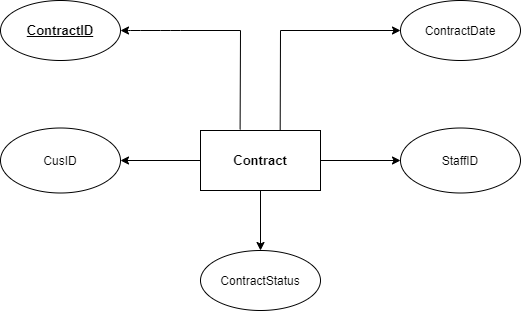 ContractID
ContractDate
CusID
Contract
StaffID
ContractStatus